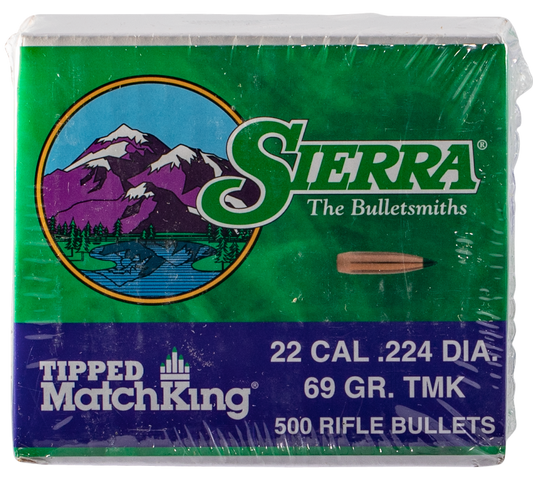 SIERRA®
The Bulletsmiths
22 CAL .224 DIA.
TIPPED
MatchKing®
69 GR. TMK
500 RIFLE BULLETS